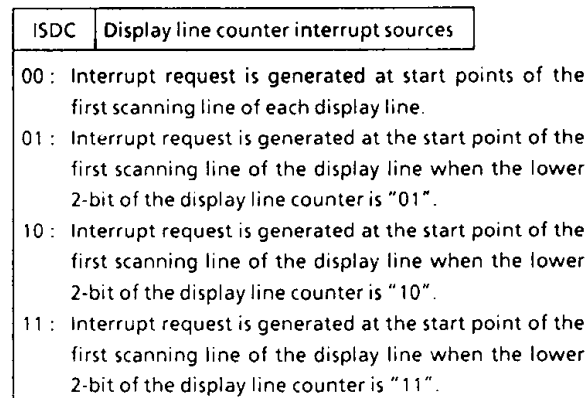 ISDC Display line counter interrupt sources
00 : Interrupt request is generated at start points of the
first scanning line of each display line.
01 : Interrupt request is generated at the start point of the
first scanning line of the display line when the lower
2-bit of the display line counter is "01".
10 : Interrupt request is generated at the start point of the
first scanning line of the display line when the lower
2-bit of the display line counter is "10".
11 : Interrupt request is generated at the start point of the
first scanning line of the display line when the lower
2-bit of the display line counter is "11".